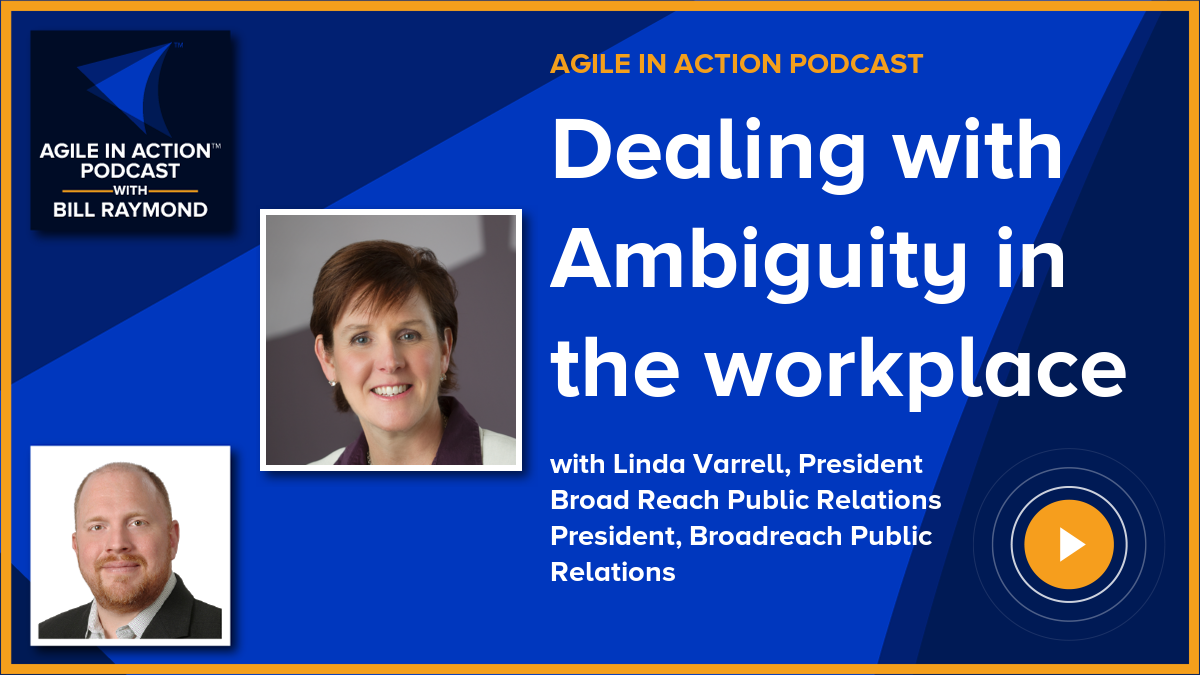 TM
AGILE IN ACTION™
PODCAST
WITH
BILL RAYMOND
AGILE IN ACTION PODCAST
Dealing with
Ambiguity in
the workplace
with Linda Varrell, President
Broad Reach Public Relations
President, Broadreach Public
Relations